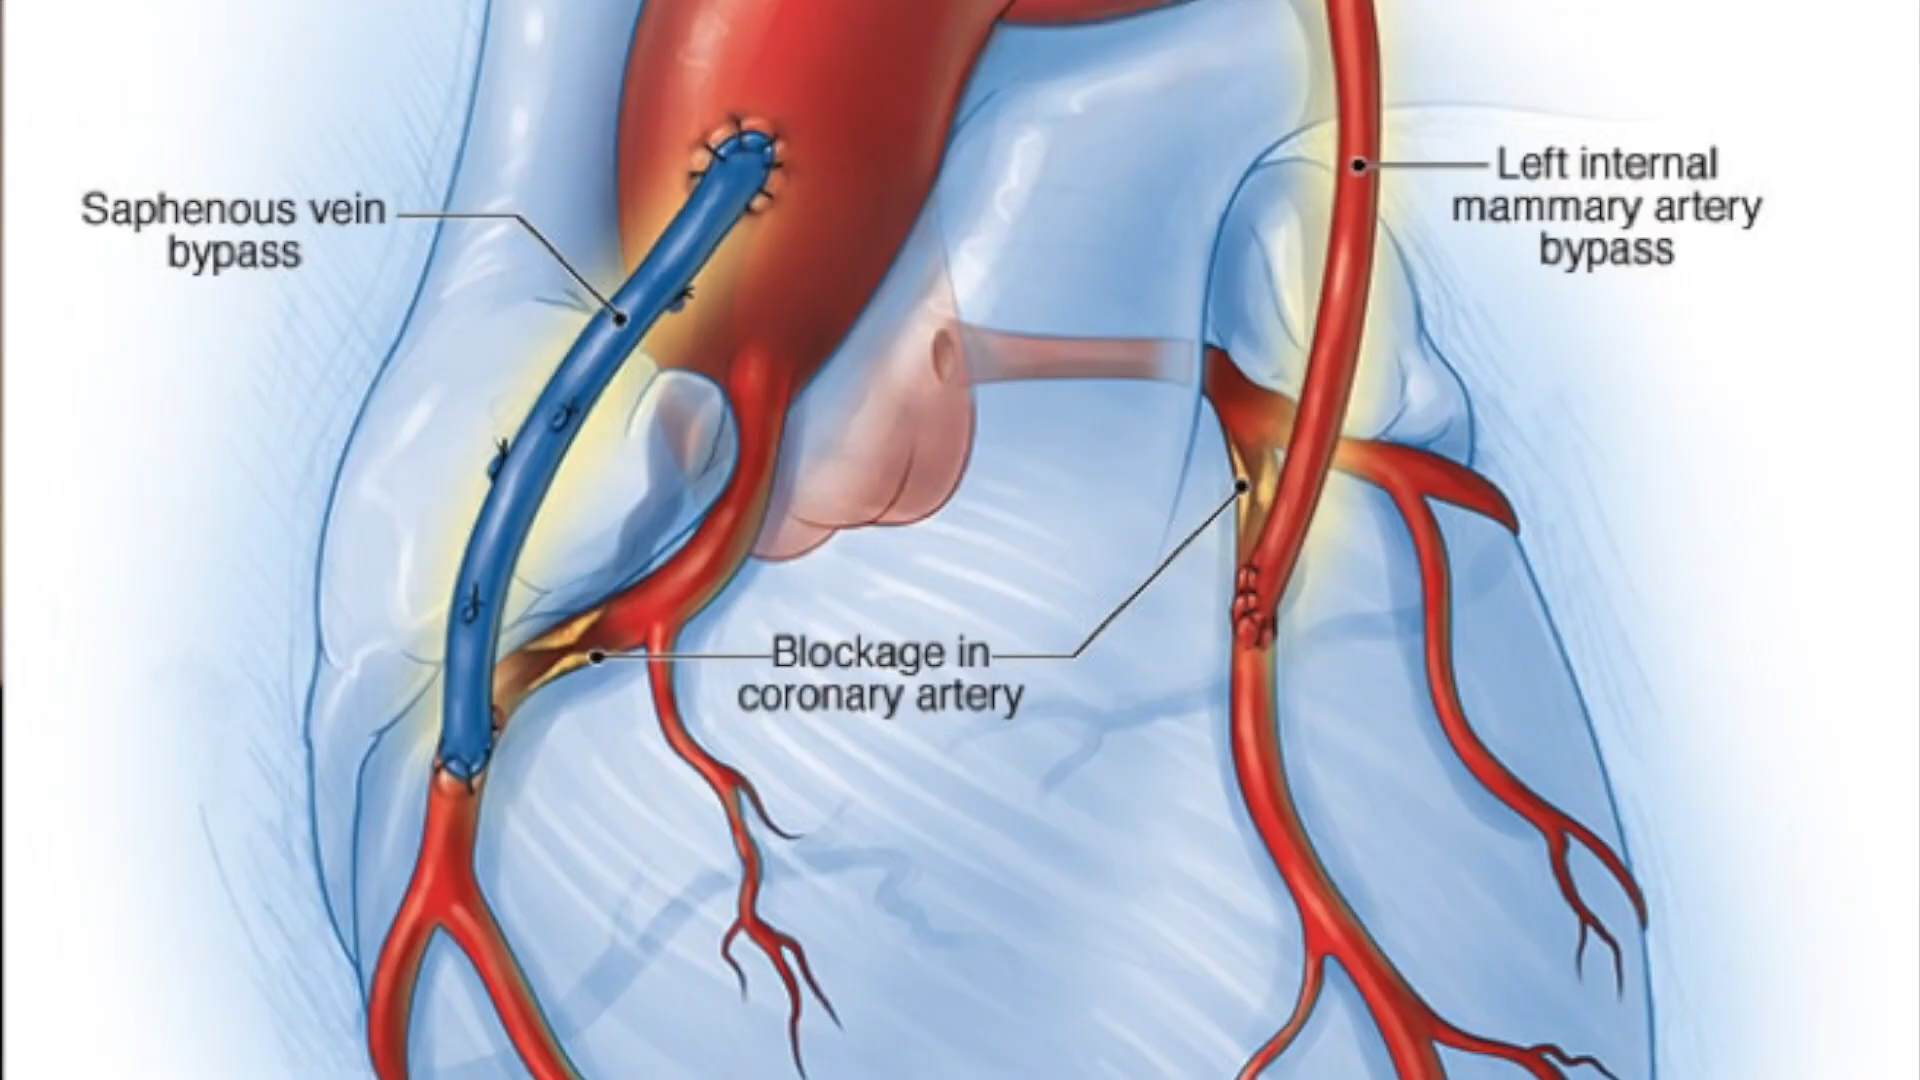 Saphenous vein
bypass
Left internal
mammary artery
bypass
Blockage in
coronary artery